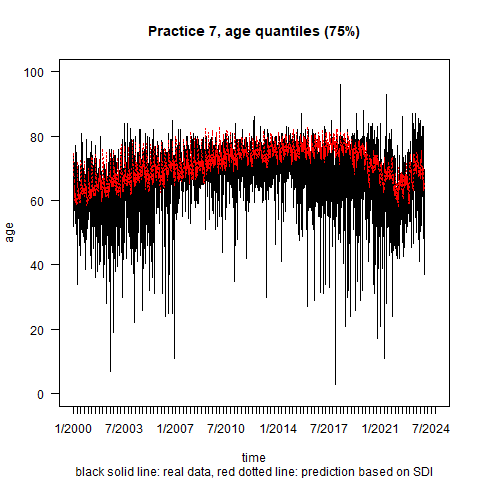 Practice 7, age quantiles (75%)
100
80
60
40
20
0
age
1/2000 7/2003 1/2007 7/2010 1/2014 7/2017 1/2021 7/2024
time
black solid line: real data, red dotted line: prediction based on SDI